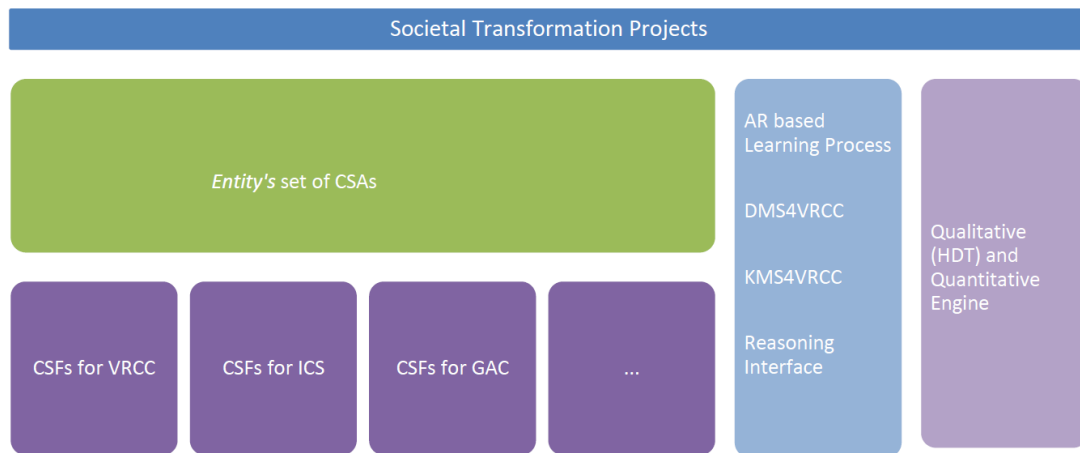 Societal Transformation Projects
Entity's set of CSAs
AR based
Learning Process
DMS4VRCC
KMS4VRCC
Reasoning
Interface
Qualitative
(HDT) and
Quantitative
Engine
CSFs for VRCC
CSFs for ICS
CSFs for GAC
...